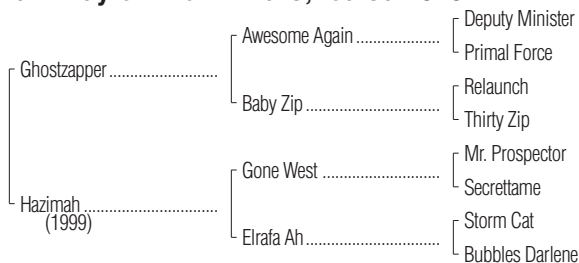 Deputy Minister
Awesome Again
Primal Force
Ghostzapper
Relaunch
Baby Zip
Thirty Zip
Mr. Prospector
Gone West
Secrettame
Hazimah
(1999)
Storm Cat
Elrafa Ah
Bubbles Darlene